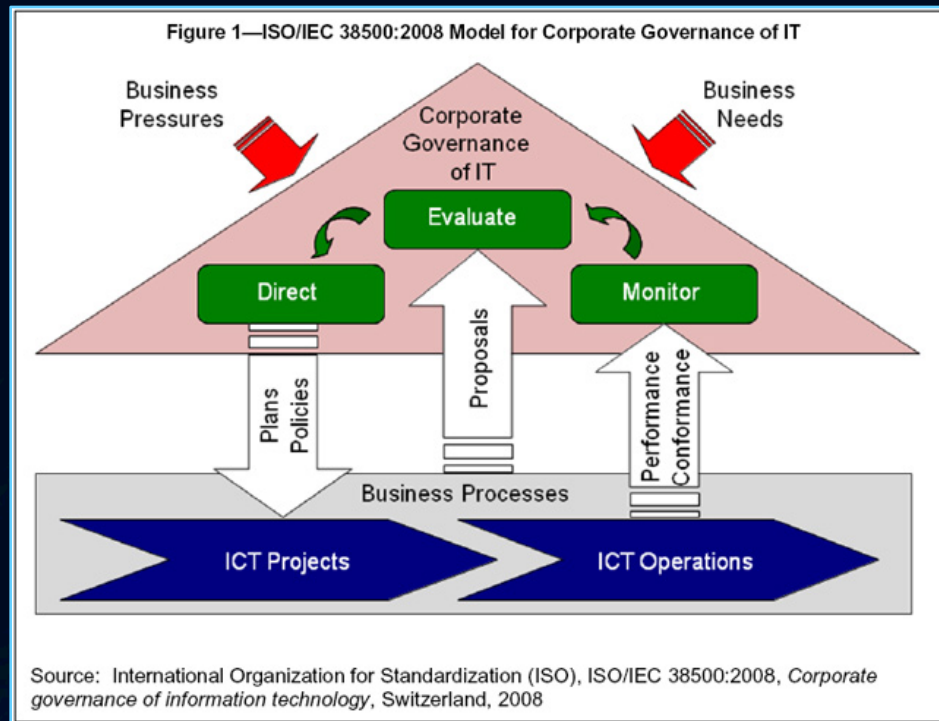 Figure 1—ISO/IEC 38500:2008 Model for Corporate Governance of IT
Business
Pressures
Business
Needs
Corporate
Governance
of IT
Evaluate
Direct
Monitor
Plans
Policies
Proposals
Performance
Conformance
Business Processes
ICT Projects
ICT Operations
Source: International Organization for Standardization (ISO), ISO/IEC 38500:2008, Corporate
governance of information technology, Switzerland, 2008